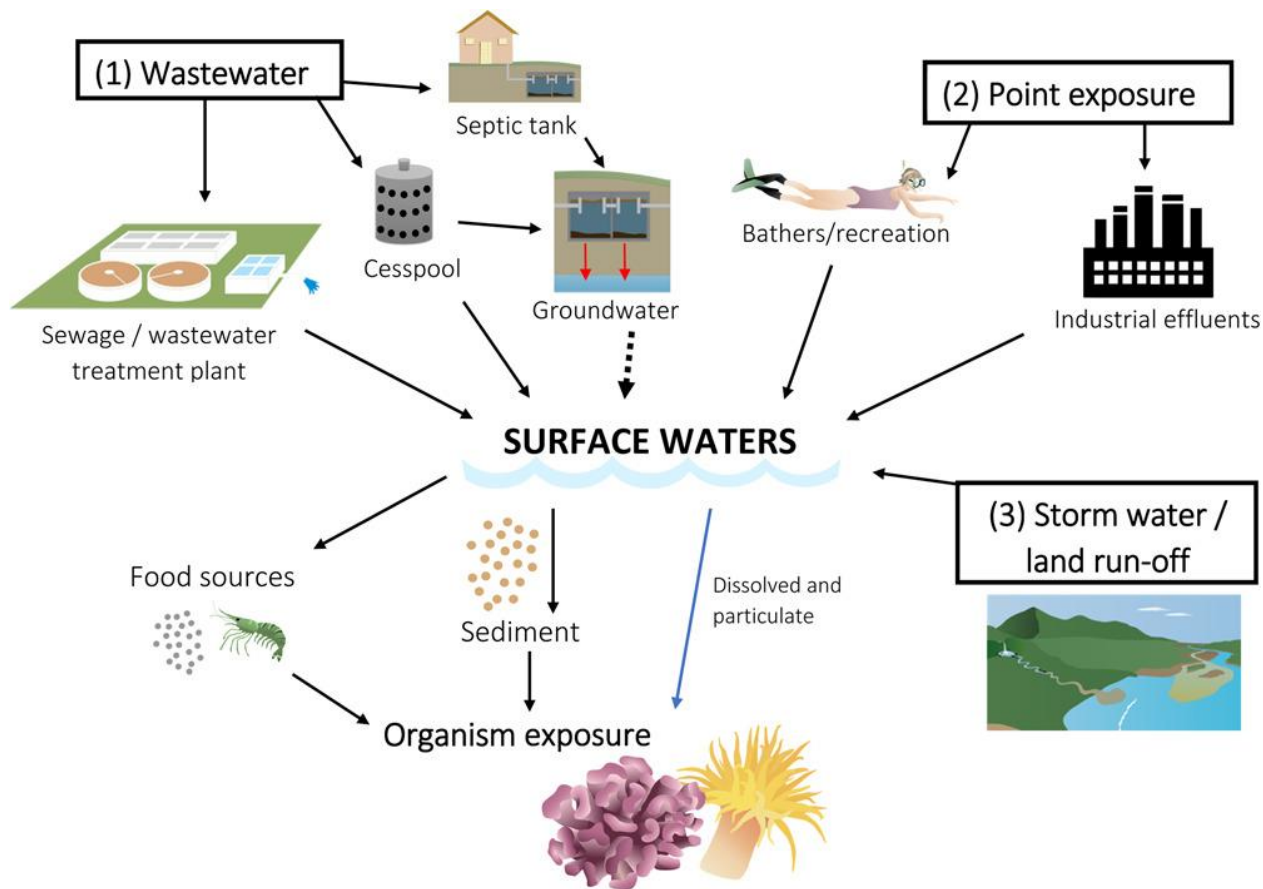 (1) Wastewater
Septic tank
(2) Point exposure
Cesspool
Groundwater
Bathers/recreation
Industrial effluents
Sewage / wastewater
treatment plant
SURFACE WATERS
(3) Storm water /
land run-off
Food sources
Sediment
Dissolved and
particulate
Organism exposure